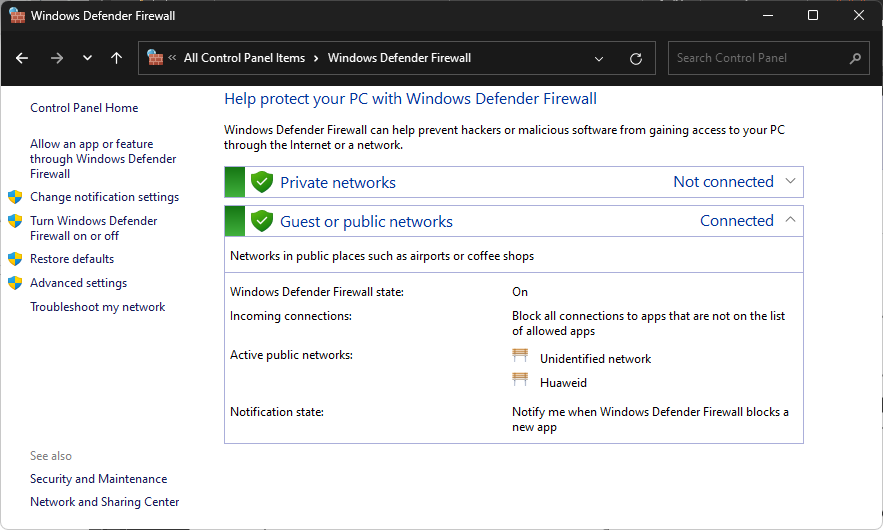 Windows Defender Firewall
All Control Panel Items > Windows Defender Firewall
Search Control Panel
Control Panel Home
Allow an app or feature
through Windows Defender
Firewall
Change notification settings
Turn Windows Defender
Firewall on or off
Restore defaults
Advanced settings
Troubleshoot my network
See also
Security and Maintenance
Network and Sharing Center
Help protect your PC with Windows Defender Firewall
Windows Defender Firewall can help prevent hackers or malicious software from gaining access to your PC
through the Internet or a network.
Private networks Not connected
Guest or public networks Connected
Networks in public places such as airports or coffee shops
Windows Defender Firewall state: On
Incoming connections: Block all connections to apps that are not on the list
of allowed apps
Active public networks: Unidentified network
Huaweid
Notification state: Notify me when Windows Defender Firewall blocks a
new app